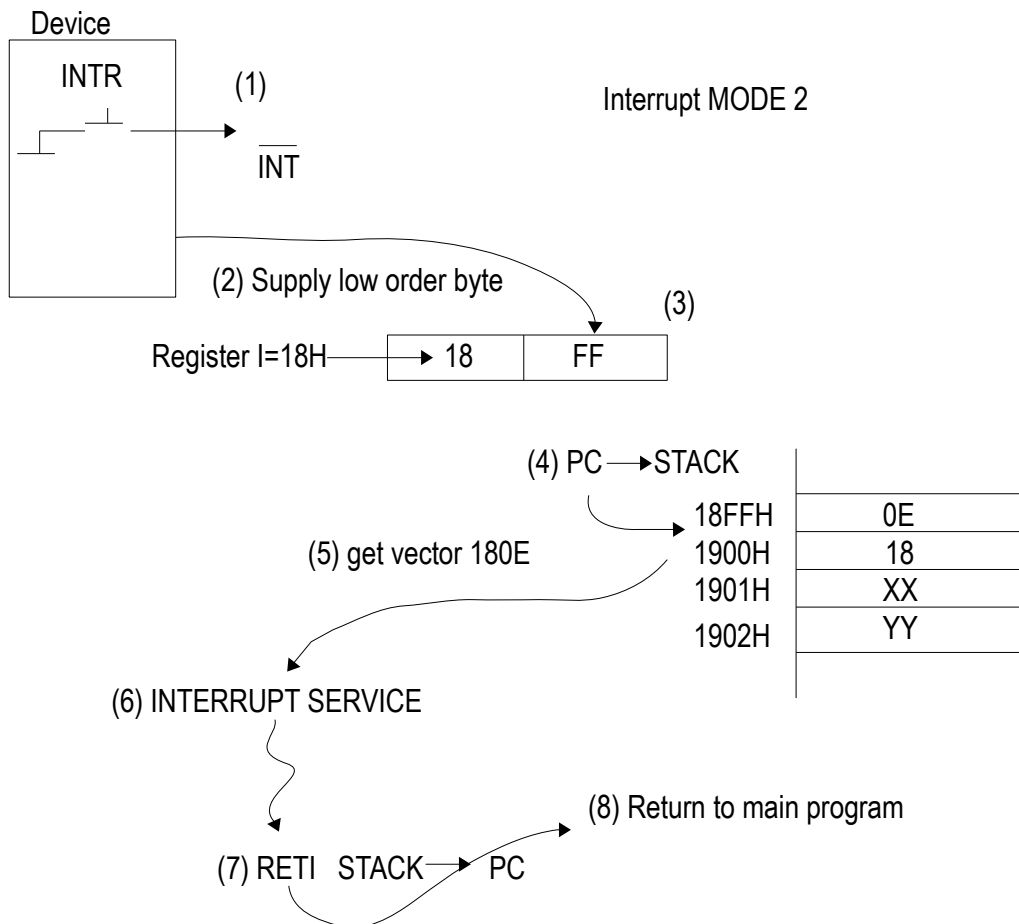 Device
INTR
(1)
Interrupt MODE 2
INT
(2) Supply low order byte
(3)
Register I=18H
18
FF
(4) PC
STACK
18FFH
0E
(5) get vector 180E
1900H
18
1901H
XX
1902H
YY
(6) INTERRUPT SERVICE
(8) Return to main program
(7) RETI STACK PC